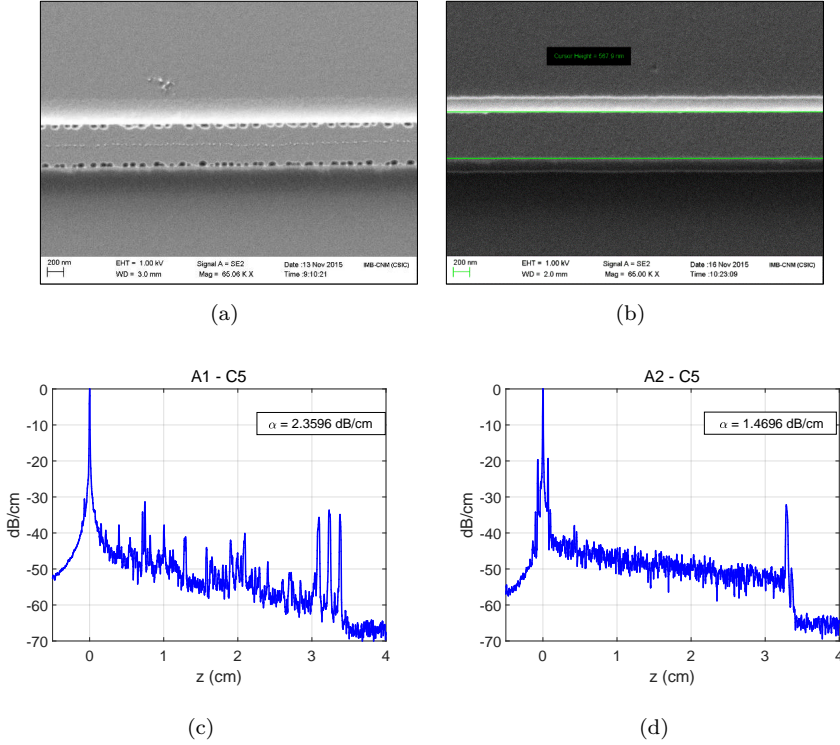 Cursor Height = 567.9 nm
200 nm
EHT = 1.00 kV
Signal A = SE2
Date :13 Nov 2015
IMB-CNM (CSIC)
WD = 3.0 mm
Mag = 65.06 K X
Time :9:10:21
200 nm
EHT = 1.00 kV
Signal A = SE2
Date :16 Nov 2015
IMB-CNM (CSIC)
WD = 2.0 mm
Mag = 65.00 K X
Time :10:23:09
(a)
(b)
A1 - C5
α = 2.3596 dB/cm
0
-10
-20
-30
-40
-50
-60
-70
dB/cm
0 1 2 3 4
z (cm)
A2 - C5
α = 1.4696 dB/cm
0
-10
-20
-30
-40
-50
-60
-70
dB/cm
0 1 2 3 4
z (cm)
(c)
(d)